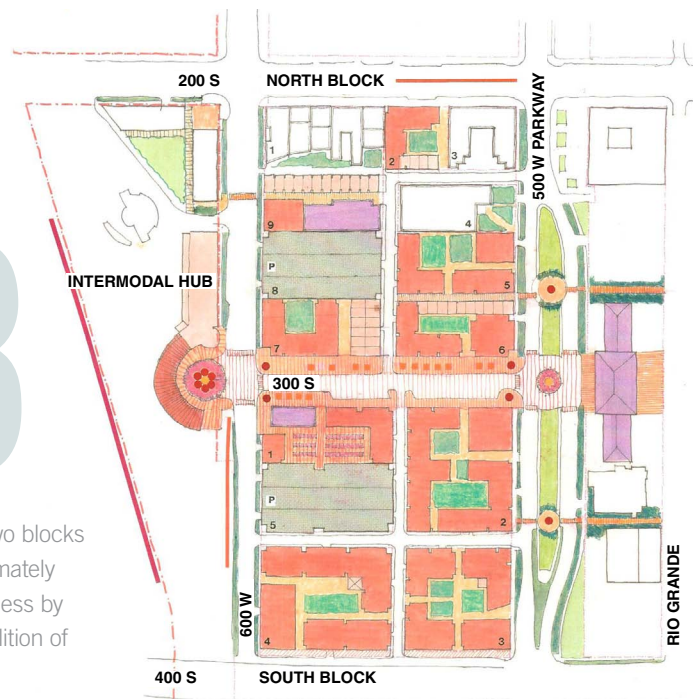 200 S
NORTH BLOCK
500 W PARKWAY
1
2
3
4
9
P
8
5
INTERMODAL HUB
7
6
300 S
1
P
5
2
600 W
4
3
RIO GRANDE
400 S
SOUTH BLOCK
wo blocks
mately
ess by
lition of